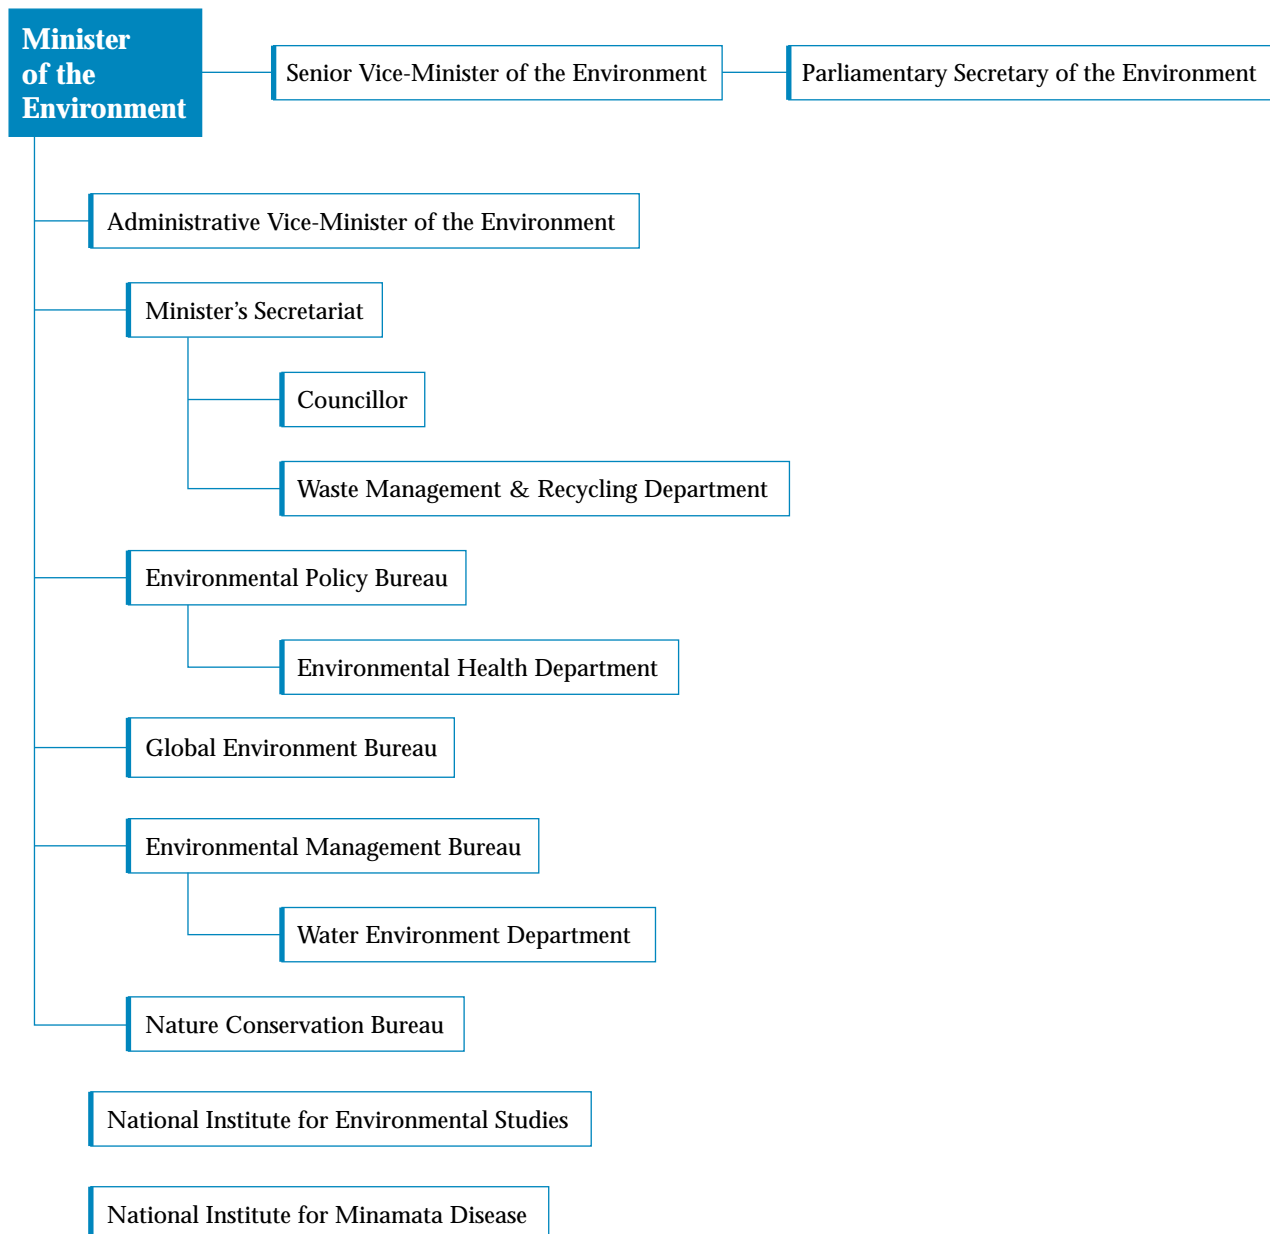 Minister
of the
Environment
Senior Vice-Minister of the Environment
Parliamentary Secretary of the Environment
Administrative Vice-Minister of the Environment
Minister’s Secretariat
Councillor
Waste Management & Recycling Department
Environmental Policy Bureau
Environmental Health Department
Global Environment Bureau
Environmental Management Bureau
Water Environment Department
Nature Conservation Bureau
National Institute for Environmental Studies
National Institute for Minamata Disease